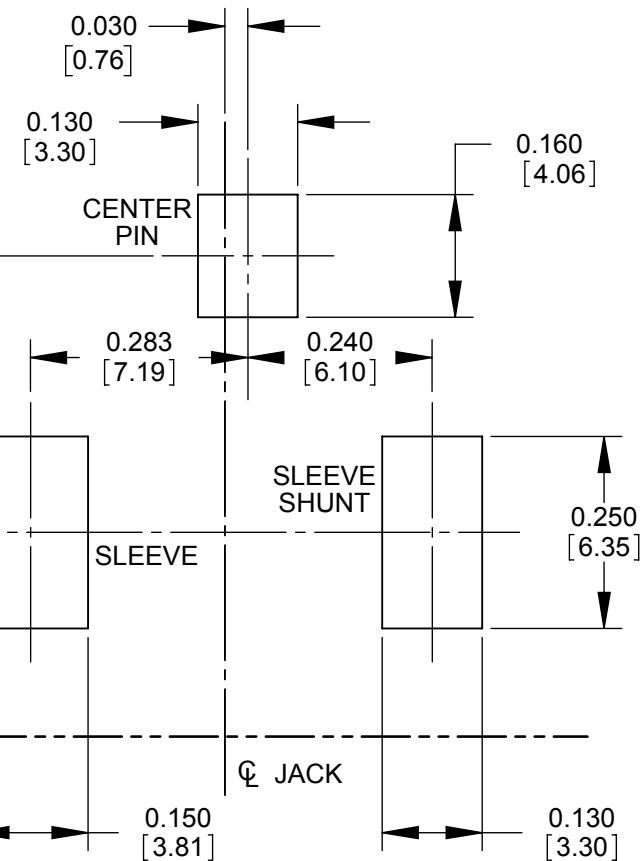 0.030
[0.76]
0.130
[3.30]
0.160
[4.06]
CENTER
PIN
0.283
[7.19]
0.240
[6.10]
SLEEVE
SHUNT
0.250
[6.35]
SLEEVE
℄ JACK
0.150
[3.81]
0.130
[3.30]